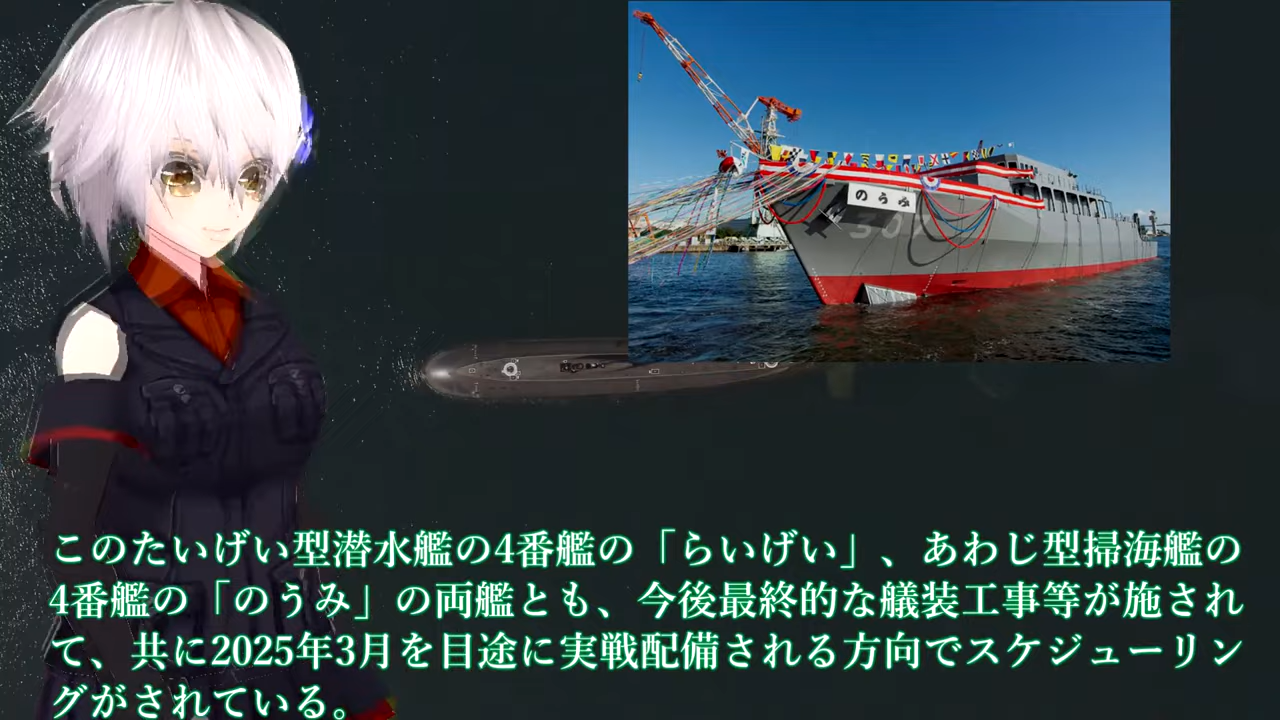 のうみ
307
このたいげい型潜水艦の4番艦の「らいげい」、あわじ型掃海艦の
4番艦の「のうみ」の両艦とも、今後最終的な艤装工事等が施され
て、共に2025年3月を目途に実戦配備される方向でスケジューリン
グがされている。